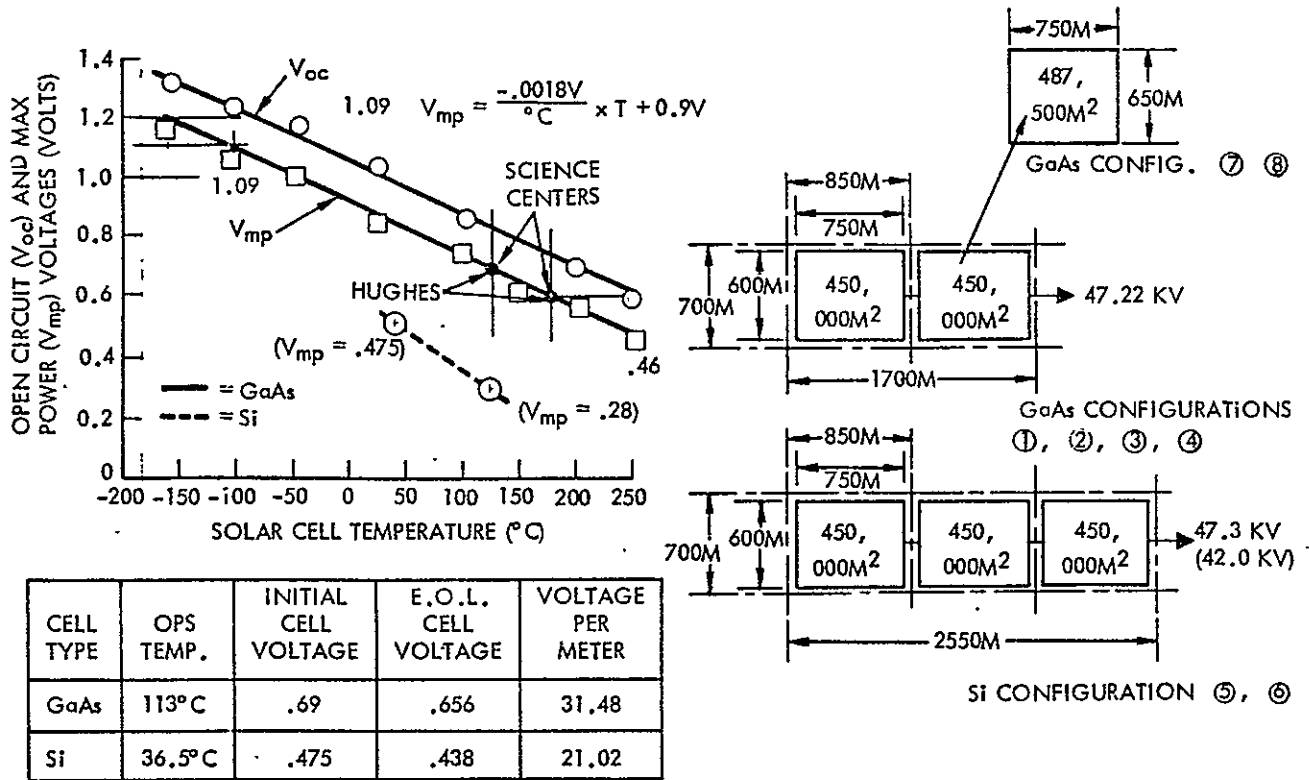 OPEN CIRCUIT (Voc) AND MAX
POWER (Vmp) VOLTAGES (VOLTS)
1.4
1.2
1.0
0.8
0.6
0.4
0.2
0
-200
-150
-100
-50
0
50
100
150
200
250
SOLAR CELL TEMPERATURE (°C)
Voc
1.09
Vmp = -.0018V/°C x T + 0.9V
1.09
Vmp
SCIENCE
CENTERS
HUGHES
(Vmp = .475)
.46
(Vmp = .28)
= GaAs
= Si
CELL TYPE | OPS TEMP. | INITIAL CELL VOLTAGE | E.O.L. CELL VOLTAGE | VOLTAGE PER METER
GaAs | 113°C | .69 | .656 | 31.48
Si | 36.5°C | .475 | .438 | 21.02
750M
487,
500M²
650M
GaAs CONFIG. ⑦ ⑧
850M
750M
700M
600M
450,
000M²
450,
000M²
47.22 KV
1700M
GaAs CONFIGURATIONS
①, ②, ③, ④
850M
750M
700M
600M
450,
000M²
450,
000M²
450,
000M²
47.3 KV
(42.0 KV)
2550M
Si CONFIGURATION ⑤, ⑥